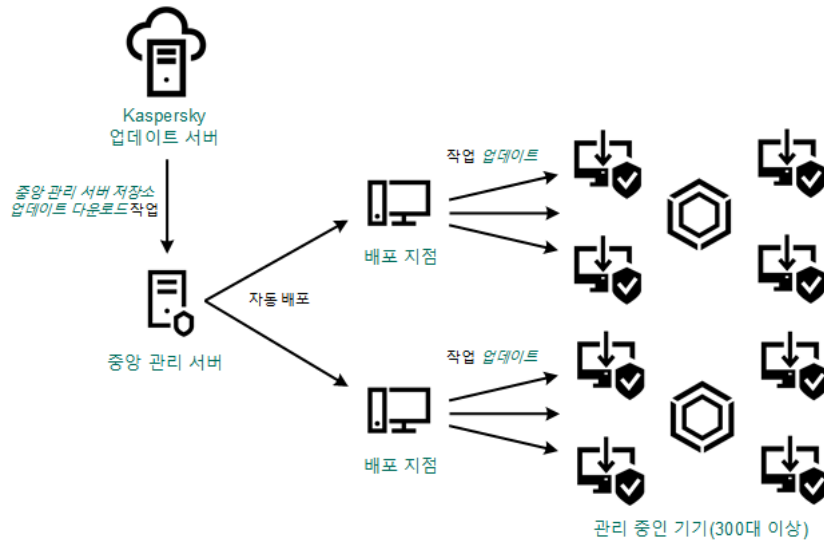 Kaspersky
업데이트 서버
중앙 관리 서버 저장소
업데이트 다운로드작업
중앙 관리 서버
자동 배포
작업 업데이트
배포 지점
작업 업데이트
배포 지점
관리 중인 기기(300대 이상)